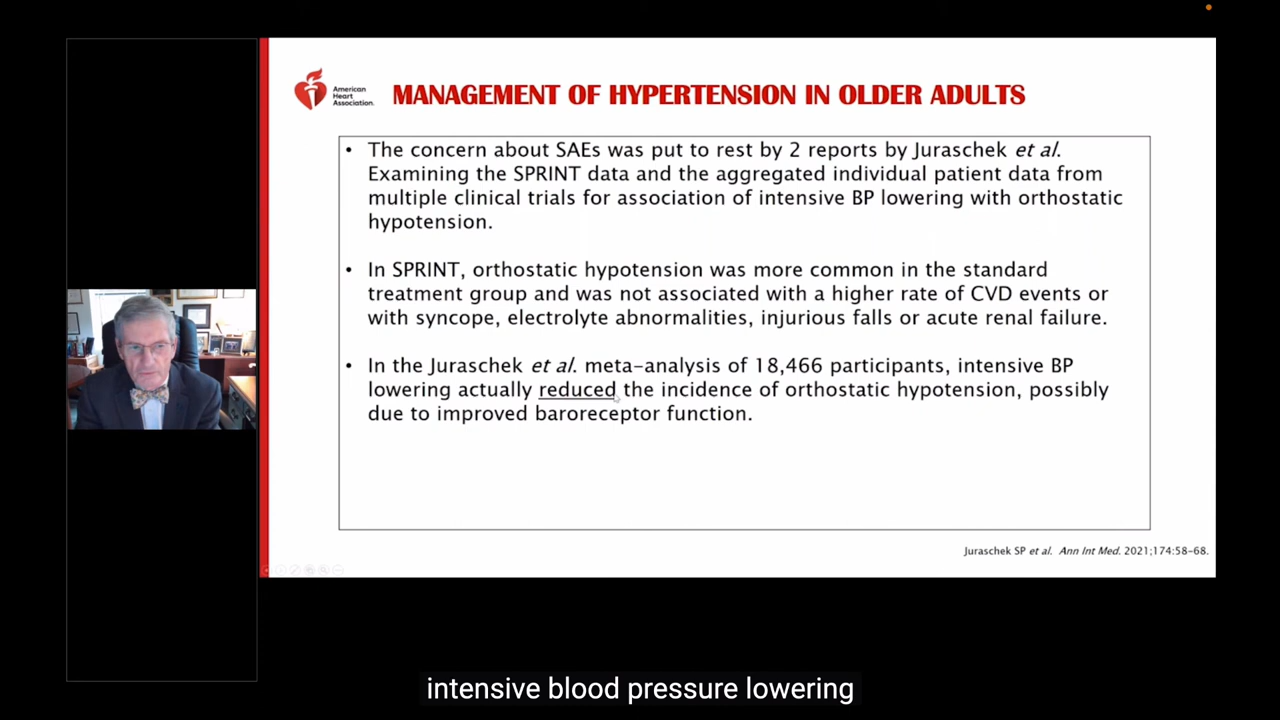 American
Heart
Association.
MANAGEMENT OF HYPERTENSION IN OLDER ADULTS
• The concern about SAEs was put to rest by 2 reports by Juraschek et al.
Examining the SPRINT data and the aggregated individual patient data from
multiple clinical trials for association of intensive BP lowering with orthostatic
hypotension.
• In SPRINT, orthostatic hypotension was more common in the standard
treatment group and was not associated with a higher rate of CVD events or
with syncope, electrolyte abnormalities, injurious falls or acute renal failure.
• In the Juraschek et al. meta-analysis of 18,466 participants, intensive BP
lowering actually reduced the incidence of orthostatic hypotension, possibly
due to improved baroreceptor function.
Juraschek SP et al. Ann Int Med. 2021;174:58-68.
intensive blood pressure lowering